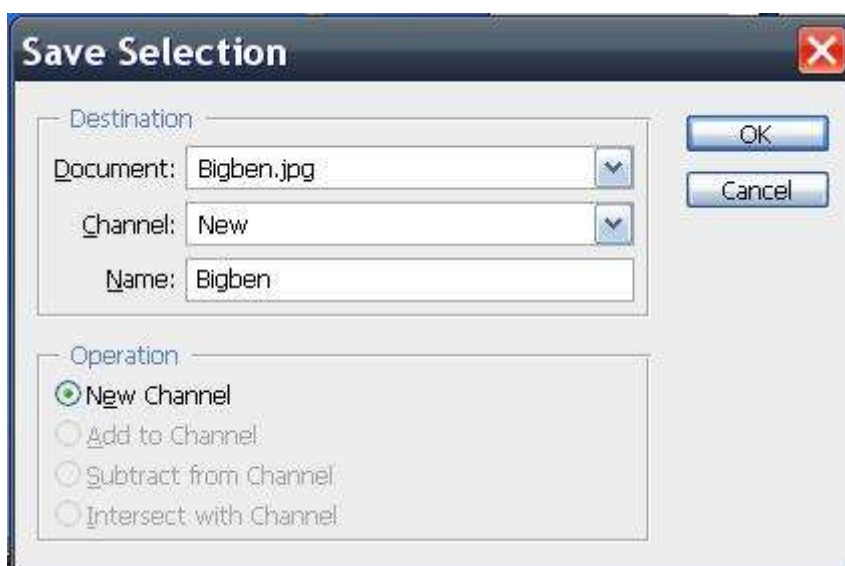 Save Selection
Destination
Document: Bigben.jpg
OK
Channel: New
Cancel
Name: Bigben
Operation
New Channel
Add to Channel
Subtract from Channel
Intersect with Channel